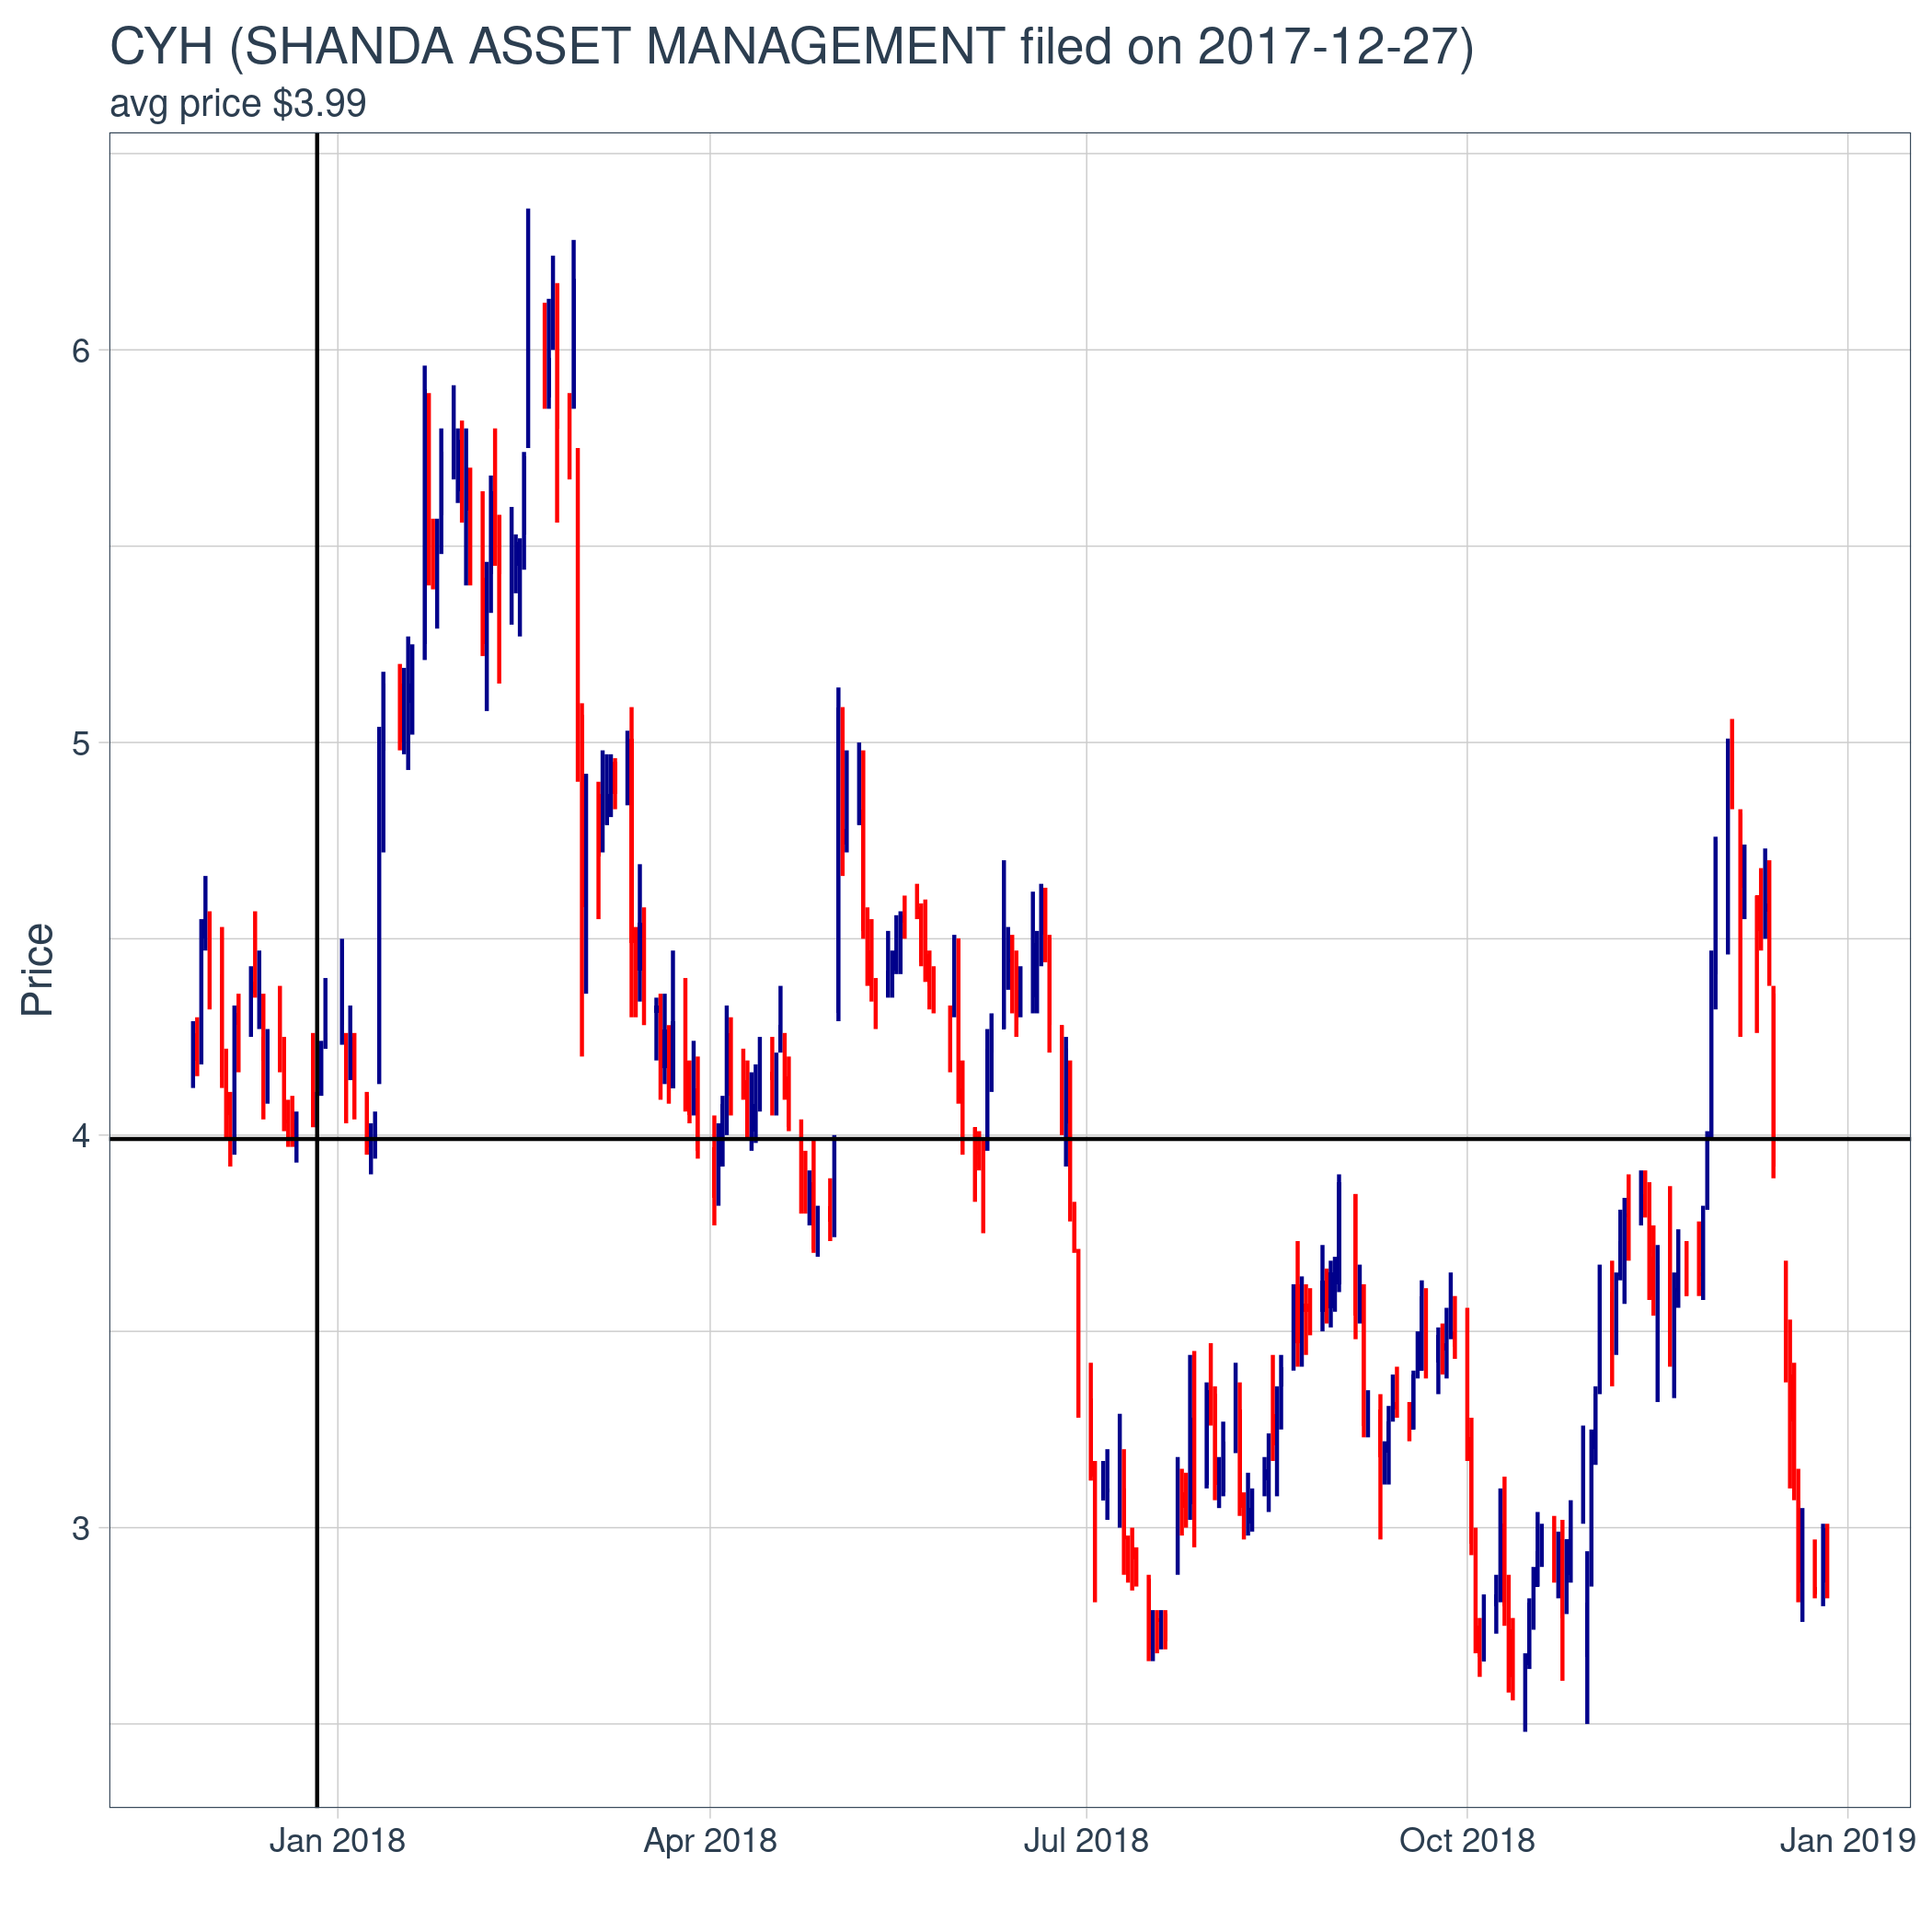 CYH (SHANDA ASSET MANAGEMENT filed on 2017-12-27)
avg price $3.99
6
5
4
3
Price
Jan 2018
Apr 2018
Jul 2018
Oct 2018
Jan 2019